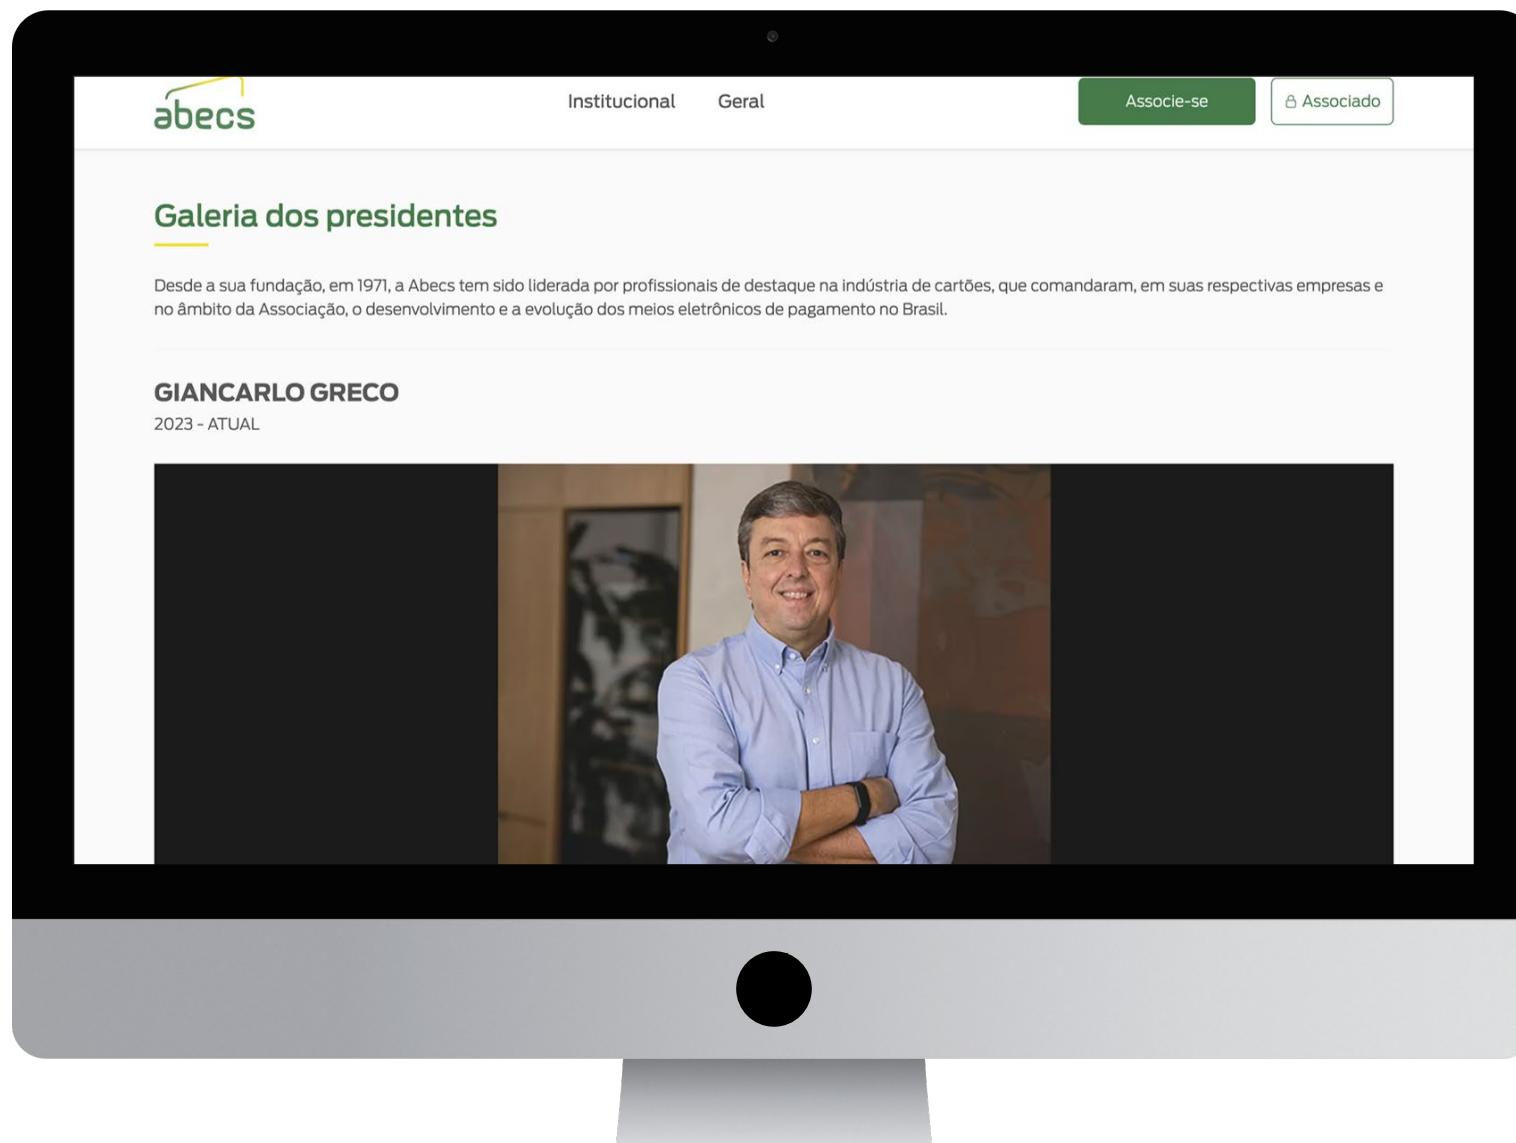 abecs
Institucional
Geral
Associe-se
Associado
Galeria dos presidentes
Desde a sua fundação, em 1971, a Abecs tem sido liderada por profissionais de destaque na indústria de cartões, que comandaram, em suas respectivas empresas e
no âmbito da Associação, o desenvolvimento e a evolução dos meios eletrônicos de pagamento no Brasil.
GIANCARLO GRECO
2023 - ATUAL